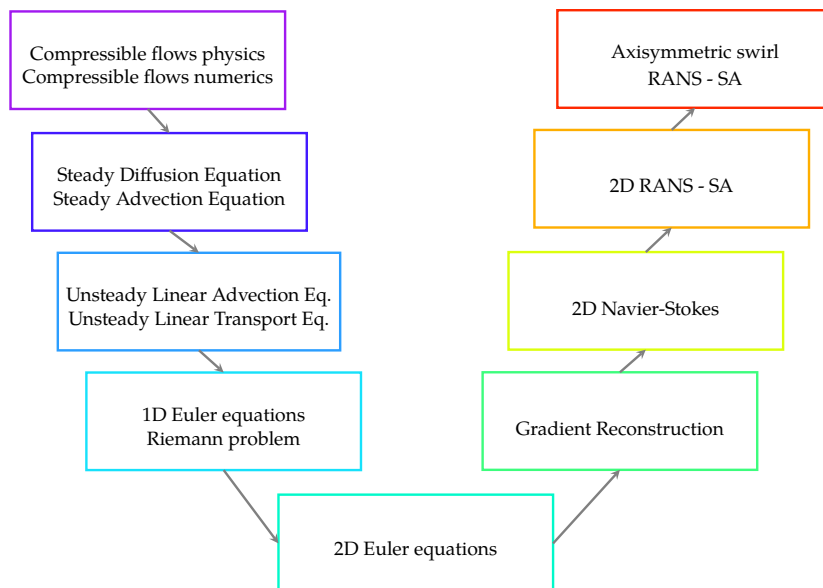 Compressible flows physics
Compressible flows numerics
Steady Diffusion Equation
Steady Advection Equation
Unsteady Linear Advection Eq.
Unsteady Linear Transport Eq.
1D Euler equations
Riemann problem
2D Euler equations
Gradient Reconstruction
2D Navier-Stokes
2D RANS - SA
Axisymmetric swirl
RANS - SA